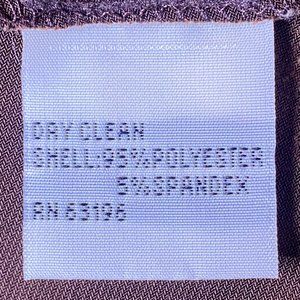 DRY CLEAN
SHELL:95%POLYESTER
5%SPANDEX
RN 63196